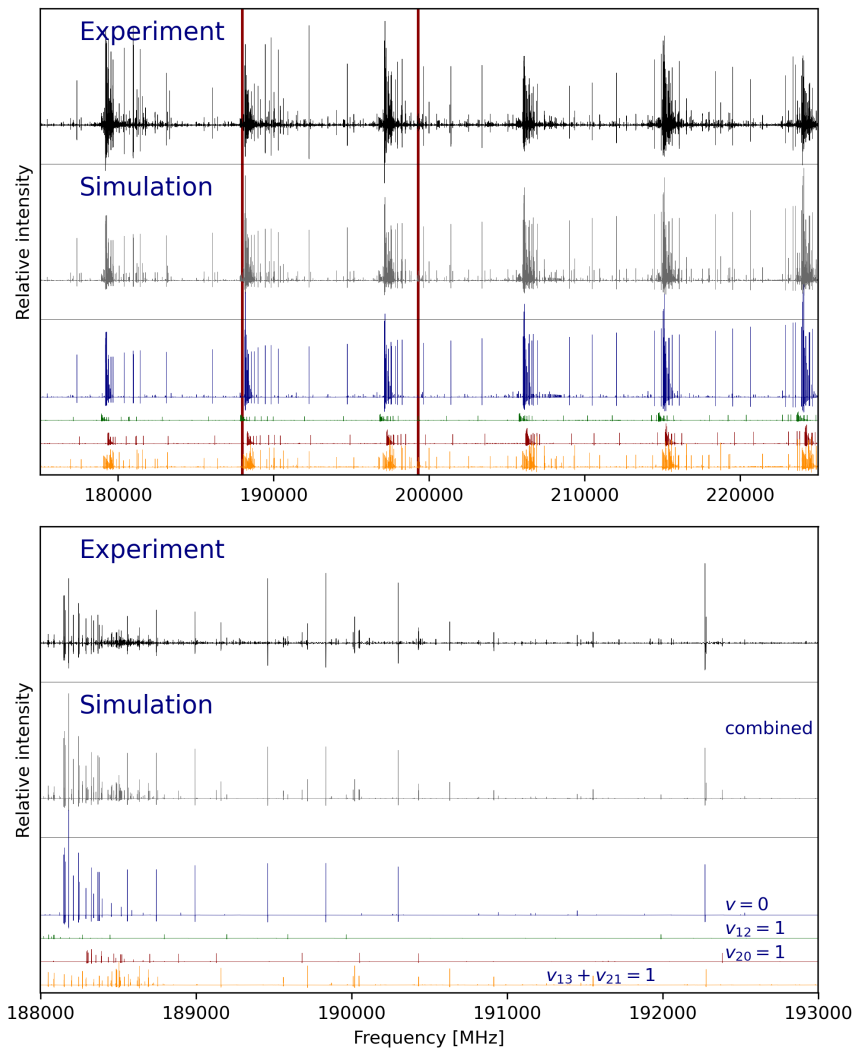 Experiment
Relative intensity
Simulation
180000 190000 200000 210000 220000
Experiment
Relative intensity
Simulation
combined
v = 0
v₁₂ = 1
v₂₀ = 1
v₁₃ + v₂₁ = 1
188000 189000 190000 191000 192000 193000
Frequency [MHz]